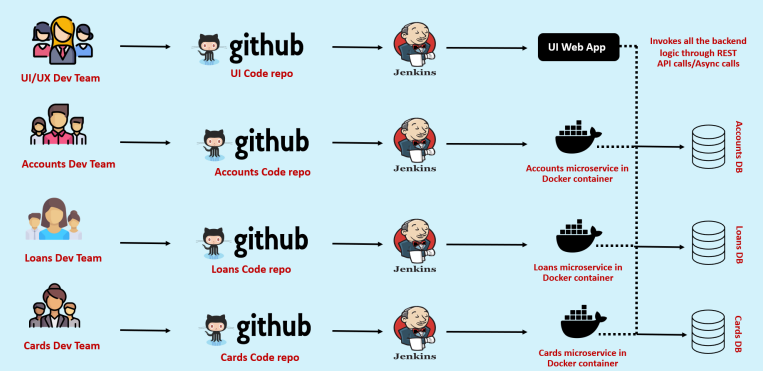 github
Jenkins
UI Web App
Invokes all the backend
logic through REST
API calls/Async calls
UI/UX Dev Team
UI Code repo
github
Jenkins
Accounts DB
Accounts Dev Team
Accounts Code repo
Accounts microservice in
Docker container
github
Jenkins
Loans DB
Loans Dev Team
Loans Code repo
Loans microservice in
Docker container
github
Jenkins
Cards DB
Cards Dev Team
Cards Code repo
Cards microservice in
Docker container